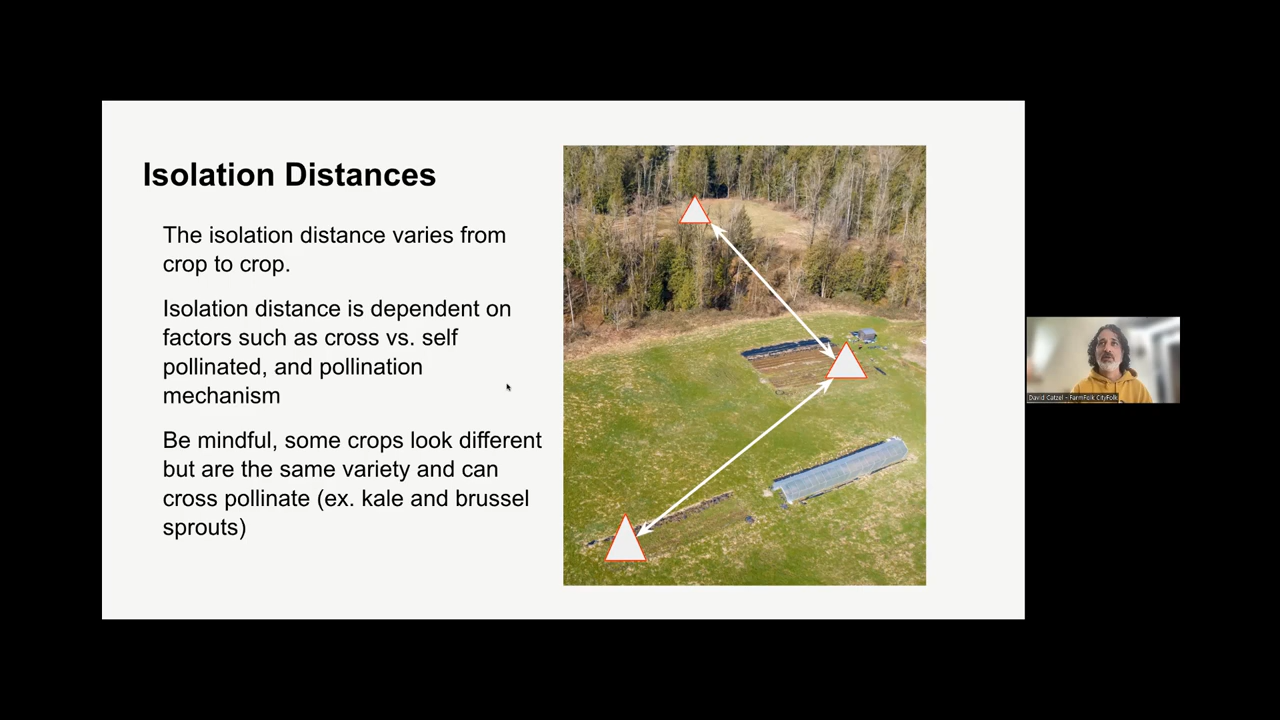 Isolation Distances
The isolation distance varies from
crop to crop.
Isolation distance is dependent on
factors such as cross vs. self
pollinated, and pollination
mechanism
Be mindful, some crops look different
but are the same variety and can
cross pollinate (ex. kale and brussel
sprouts)
David Catzel - FarmFolk CityFolk